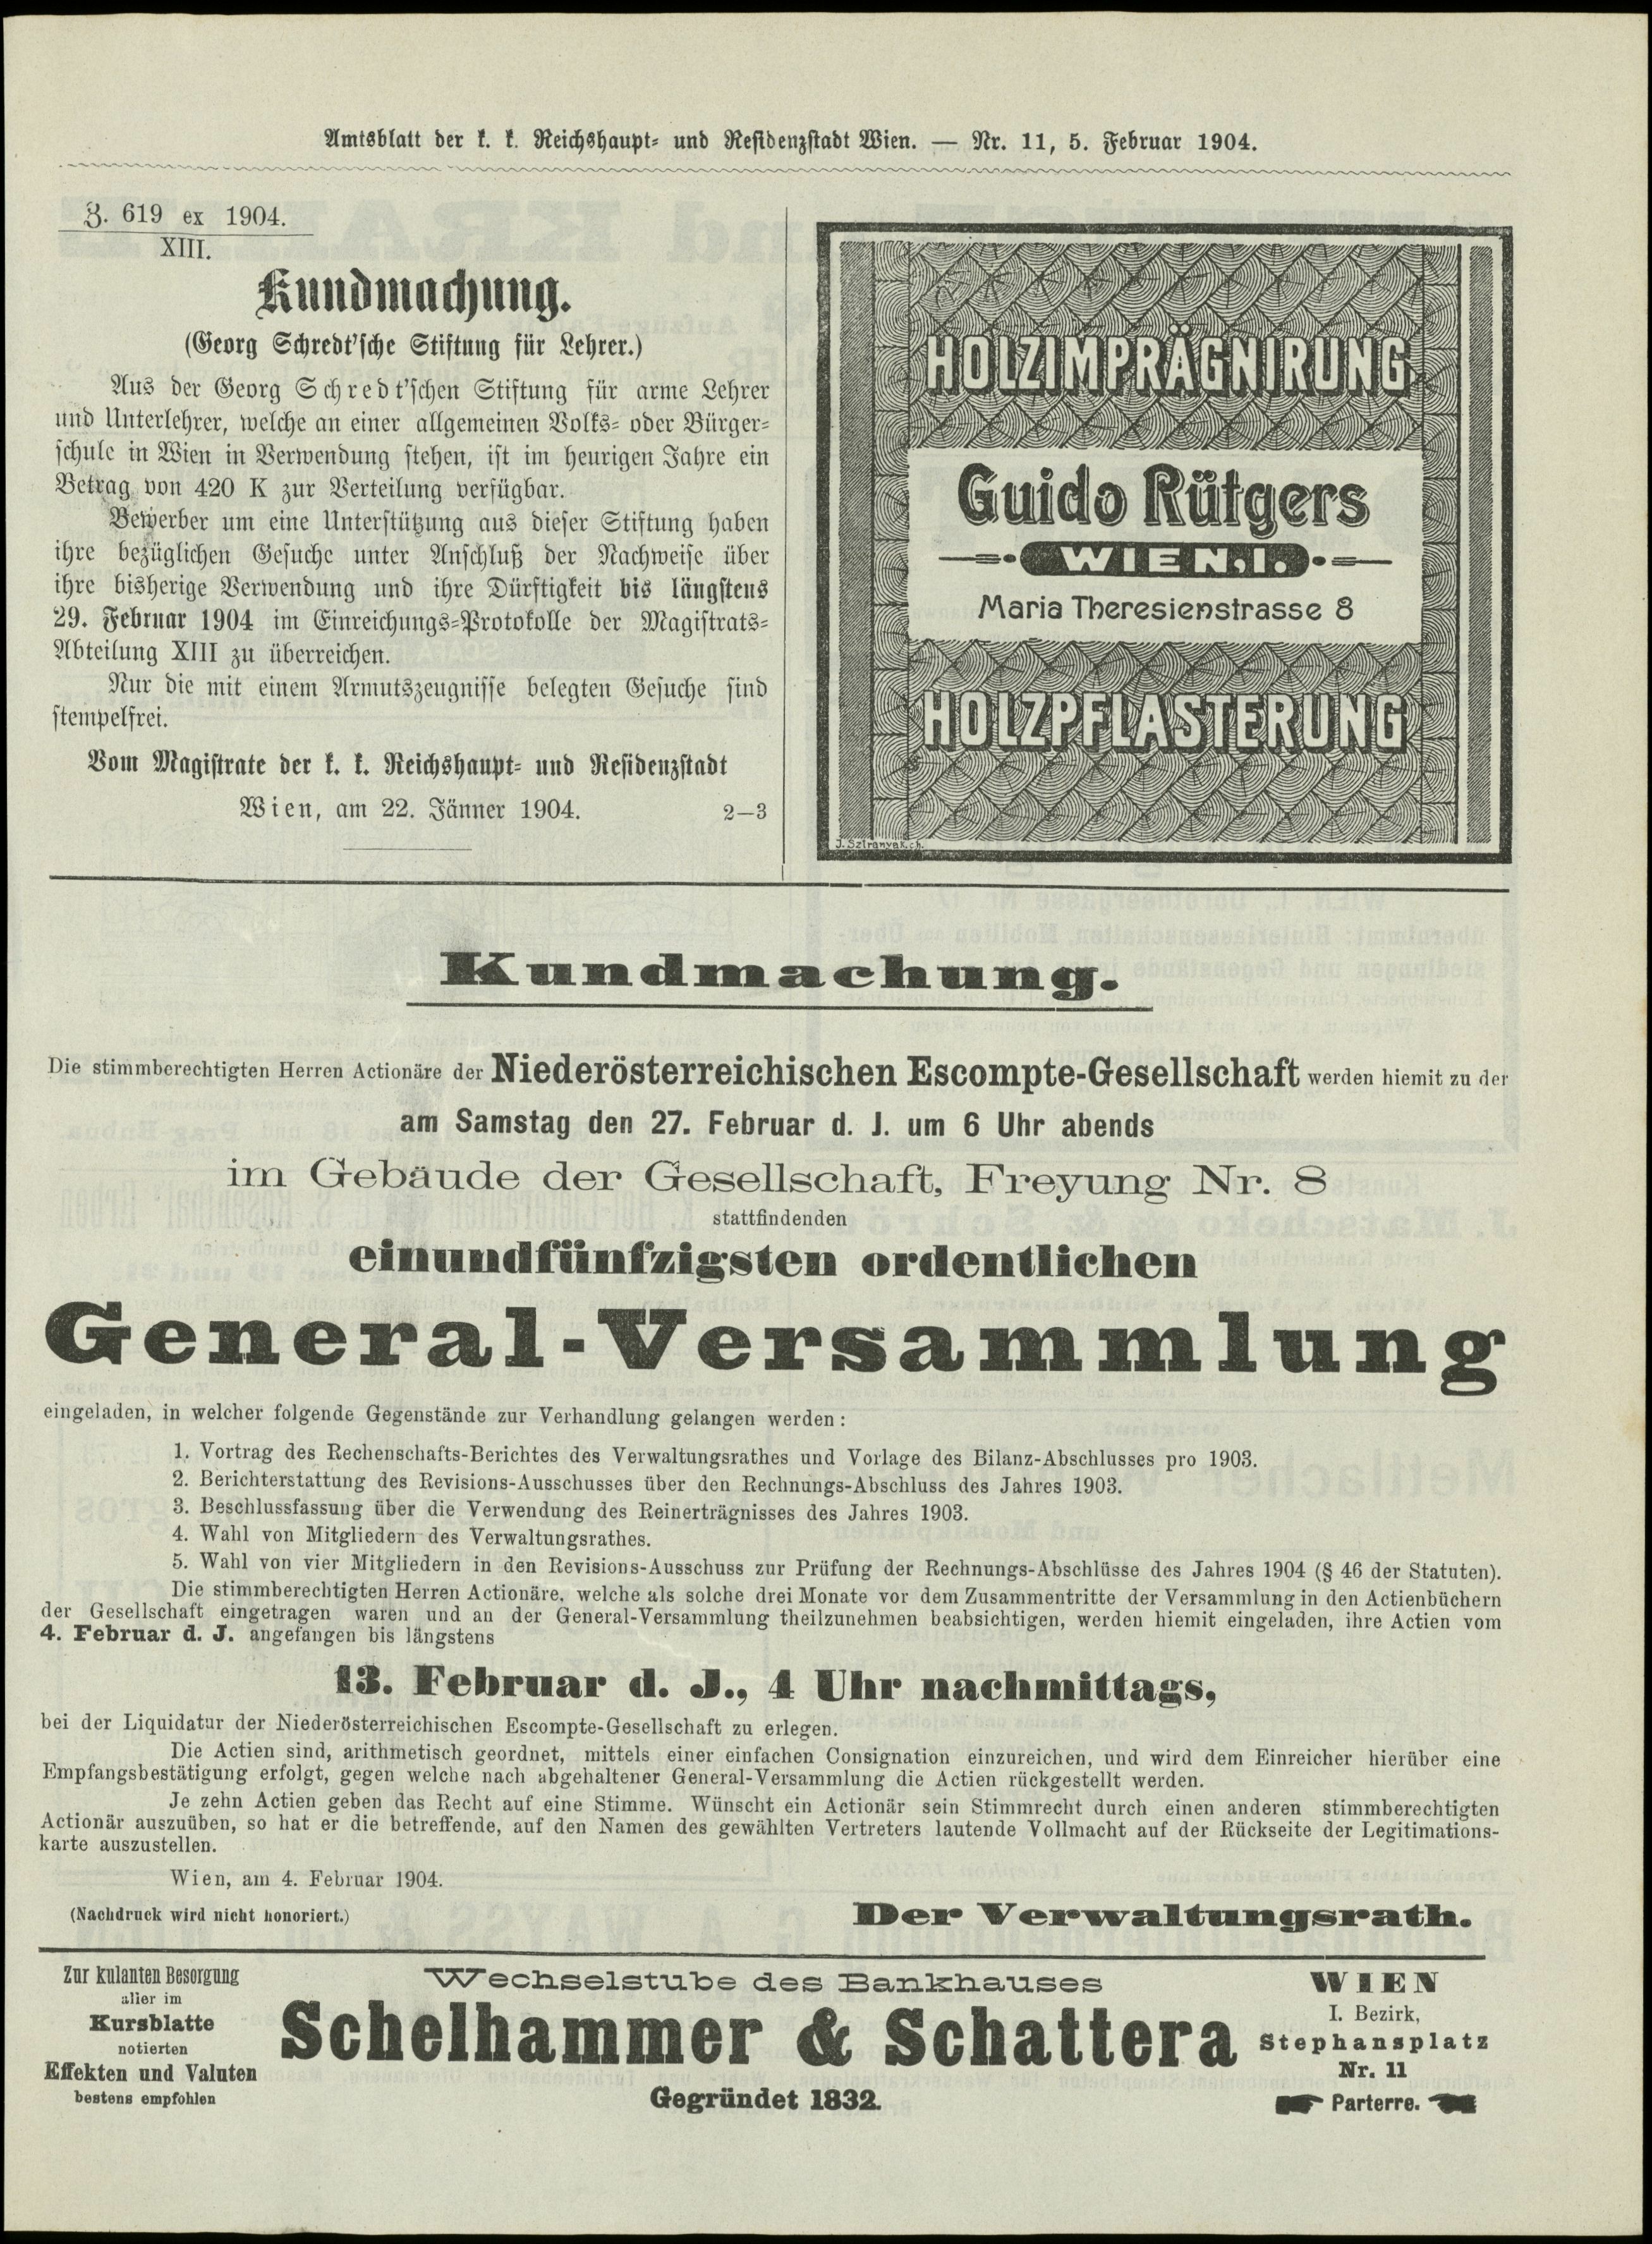 Amtsblatt der k. k. Reichshaupt- und Residenzstadt Wien. — Nr. 11, 5. Februar 1904.
Z. 619 ex 1904.
XIII.
Kundmachung.
(Georg Schredt'sche Stiftung für Lehrer.)
Aus der Georg Schredt'schen Stiftung für arme Lehrer
und Unterlehrer, welche an einer allgemeinen Volks- oder Bürger-
schule in Wien in Verwendung stehen, ist im heurigen Jahre ein
Betrag von 420 K zur Verteilung verfügbar.
Bewerber um eine Unterstützung aus dieser Stiftung haben
ihre bezüglichen Gesuche unter Anschluß der Nachweise über
ihre bisherige Verwendung und ihre Dürftigkeit bis längstens
29. Februar 1904 im Einreichungs-Protokolle der Magistrats-
Abteilung XIII zu überreichen.
Nur die mit einem Armutszeugnisse belegten Gesuche sind
stempelfrei.
Vom Magistrate der k. k. Reichshaupt- und Residenzstadt
Wien, am 22. Jänner 1904. 2—3
HOLZIMPRÄGNIRUNG
Guido Rütgers
WIEN, I.
Maria Theresienstrasse 8
HOLZPFLASTERUNG
J. Sztranyak. ch.
Kundmachung.
Die stimmberechtigten Herren Actionäre der Niederösterreichischen Escompte-Gesellschaft werden hiemit zu der
am Samstag den 27. Februar d. J. um 6 Uhr abends
im Gebäude der Gesellschaft, Freyung Nr. 8
stattfindenden
einundfünfzigsten ordentlichen
General-Versammlung
eingeladen, in welcher folgende Gegenstände zur Verhandlung gelangen werden:
1. Vortrag des Rechenschafts-Berichtes des Verwaltungsrathes und Vorlage des Bilanz-Abschlusses pro 1903.
2. Berichterstattung des Revisions-Ausschusses über den Rechnungs-Abschluss des Jahres 1903.
3. Beschlussfassung über die Verwendung des Reinerträgnisses des Jahres 1903.
4. Wahl von Mitgliedern des Verwaltungsrathes.
5. Wahl von vier Mitgliedern in den Revisions-Ausschuss zur Prüfung der Rechnungs-Abschlüsse des Jahres 1904 (§ 46 der Statuten).
Die stimmberechtigten Herren Actionäre, welche als solche drei Monate vor dem Zusammentritte der Versammlung in den Actienbüchern
der Gesellschaft eingetragen waren und an der General-Versammlung theilzunehmen beabsichtigen, werden hiemit eingeladen, ihre Actien vom
4. Februar d. J. angefangen bis längstens
13. Februar d. J., 4 Uhr nachmittags,
bei der Liquidatur der Niederösterreichischen Escompte-Gesellschaft zu erlegen.
Die Actien sind, arithmetisch geordnet, mittels einer einfachen Consignation einzureichen, und wird dem Einreicher hierüber eine
Empfangsbestätigung erfolgt, gegen welche nach abgehaltener General-Versammlung die Actien rückgestellt werden.
Je zehn Actien geben das Recht auf eine Stimme. Wünscht ein Actionär sein Stimmrecht durch einen anderen stimmberechtigten
Actionär auszuüben, so hat er die betreffende, auf den Namen des gewählten Vertreters lautende Vollmacht auf der Rückseite der Legitimations-
karte auszustellen.
Wien, am 4. Februar 1904.
(Nachdruck wird nicht honoriert.)
Der Verwaltungsrath.
Zur kulanten Besorgung
aller im
Kursblatte
notierten
Effekten und Valuten
bestens empfohlen
Wechselstube des Bankhauses
Schelhammer & Schattera
Gegründet 1832.
WIEN
I. Bezirk,
Stephansplatz
Nr. 11
Parterre.